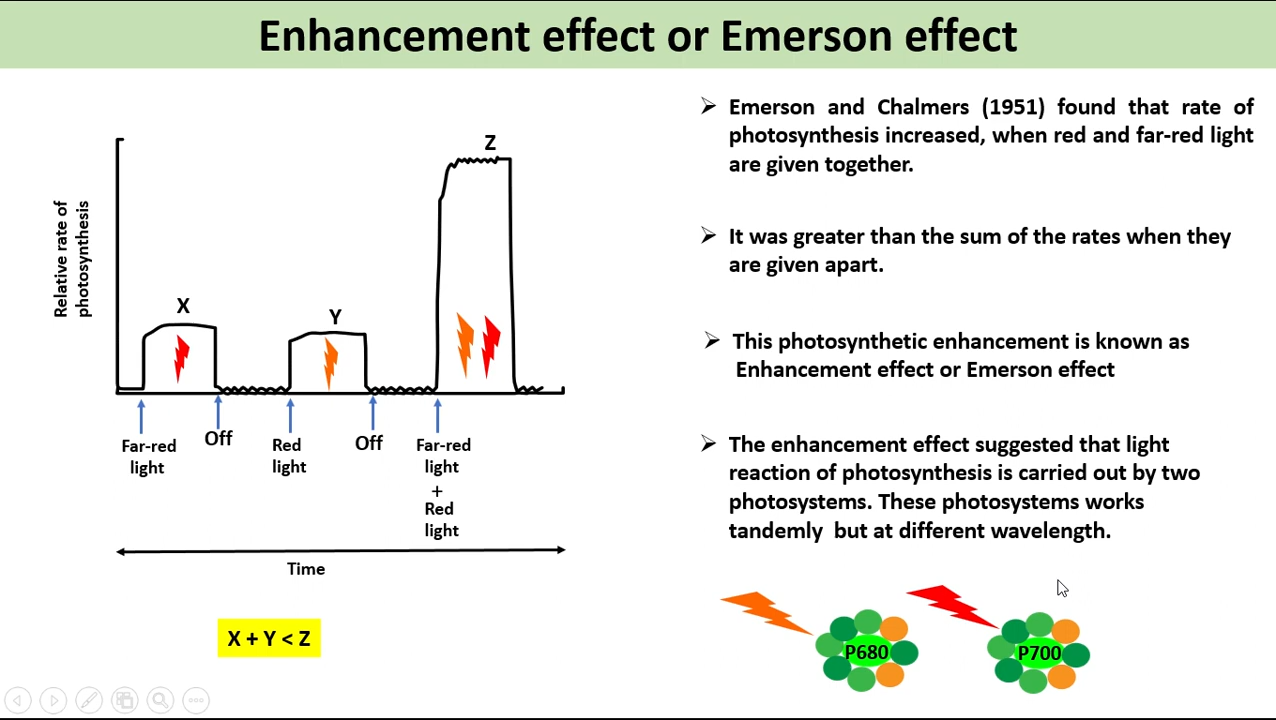 Enhancement effect or Emerson effect
Relative rate of
photosynthesis
X
Y
Z
Far-red
light
Off
Red
light
Off
Far-red
light
+
Red
light
Time
X + Y < Z
Emerson and Chalmers (1951) found that rate of
photosynthesis increased, when red and far-red light
are given together.
It was greater than the sum of the rates when they
are given apart.
This photosynthetic enhancement is known as
Enhancement effect or Emerson effect
The enhancement effect suggested that light
reaction of photosynthesis is carried out by two
photosystems. These photosystems works
tandemly but at different wavelength.
P680
P700